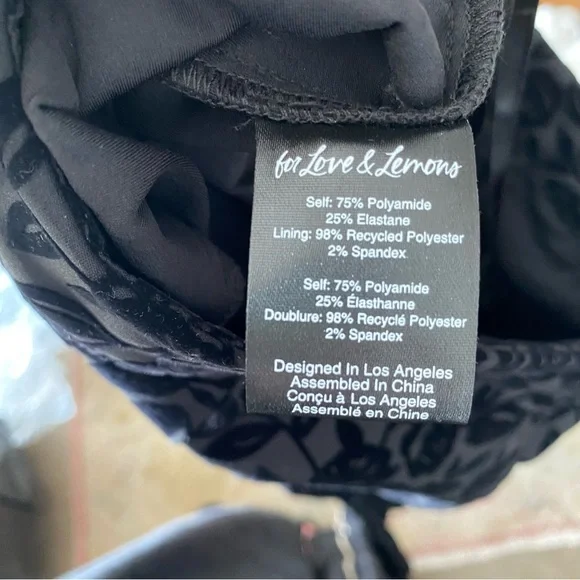 for Love & Lemons
Self: 75% Polyamide
25% Elastane
Lining: 98% Recycled Polyester
2% Spandex
Self: 75% Polyamide
25% Élasthanne
Doublure: 98% Recyclé Polyester
2% Spandex
Designed In Los Angeles
Assembled In China
Conçu à Los Angeles
Assemblé en Chine